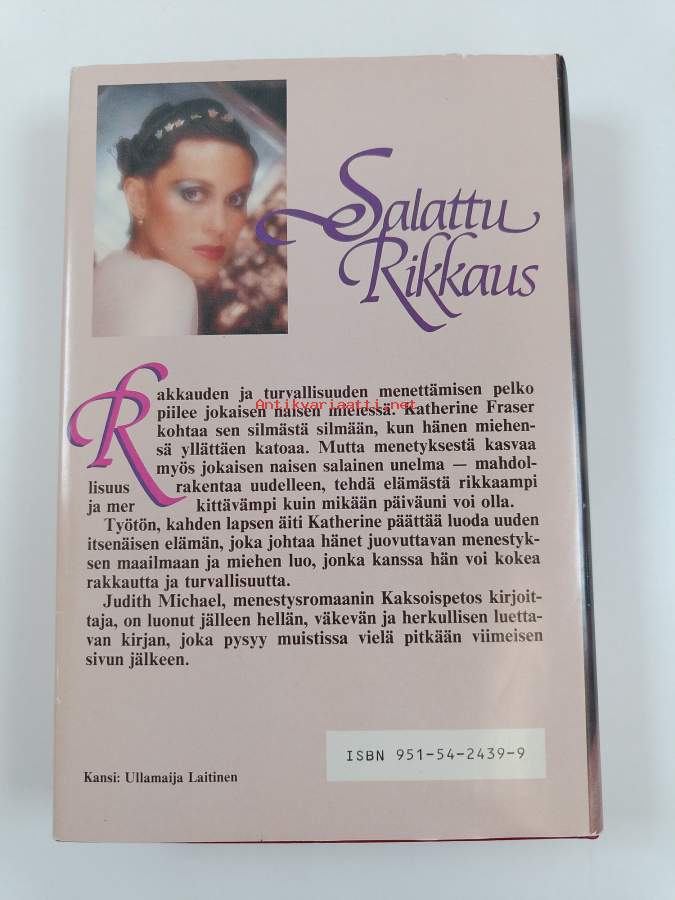 Salattu
Rikkaus
Rakkauden ja turvallisuuden menettämisen pelko
piilee jokaisen naisen mielessä. Katherine Fraser
Antikvariaatti.net
kohtaa sen silmästä silmään, kun hänen miehen-
sä yllättäen katoaa. Mutta menetyksestä kasvaa
myös jokaisen naisen salainen unelma — mahdol-
lisuus rakentaa uudelleen, tehdä elämästä rikkaampi
ja mer kittävämpi kuin mikään päiväuni voi olla.
Työtön, kahden lapsen äiti Katherine päättää luoda uuden
itsenäisen elämän, joka johtaa hänet juovuttavan menestyk-
sen maailmaan ja miehen luo, jonka kanssa hän voi kokea
rakkautta ja turvallisuutta.
Judith Michael, menestysromaanin Kaksoispetos kirjoit-
taja, on luonut jälleen hellän, väkevän ja herkullisen luetta-
van kirjan, joka pysyy muistissa vielä pitkään viimeisen
sivun jälkeen.
ISBN 951-54-2439-9
Kansi: Ullamaija Laitinen